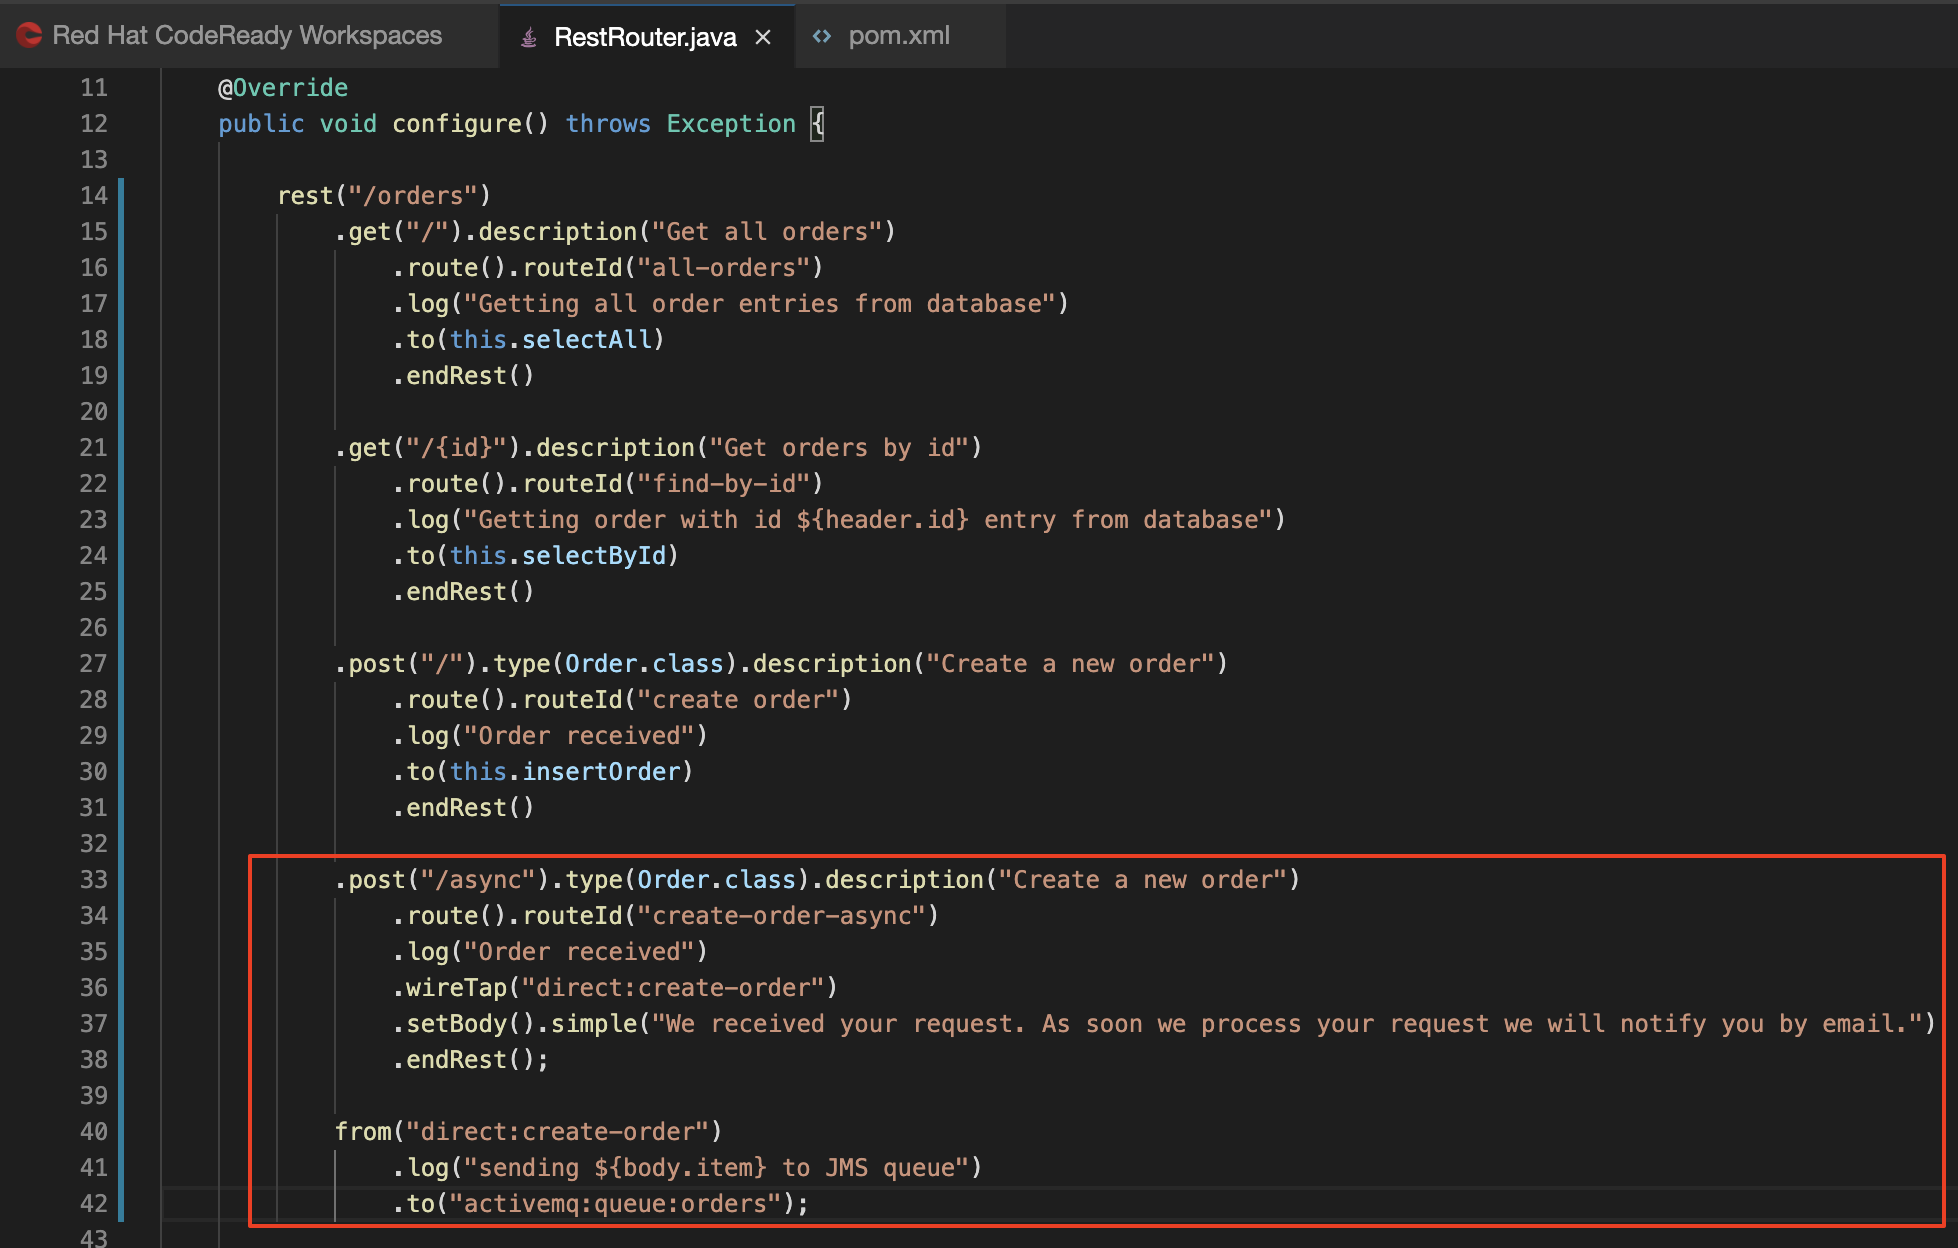 Red Hat CodeReady Workspaces RestRouter.java × <> pom.xml
11 @Override
12 public void configure() throws Exception {
13
14 rest("/orders")
15 .get("/").description("Get all orders")
16 .route().routeId("all-orders")
17 .log("Getting all order entries from database")
18 .to(this.selectAll)
19 .endRest()
20
21 .get("/{id}").description("Get orders by id")
22 .route().routeId("find-by-id")
23 .log("Getting order with id ${header.id} entry from database")
24 .to(this.selectById)
25 .endRest()
26
27 .post("/").type(Order.class).description("Create a new order")
28 .route().routeId("create order")
29 .log("Order received")
30 .to(this.insertOrder)
31 .endRest()
32
33 .post("/async").type(Order.class).description("Create a new order")
34 .route().routeId("create-order-async")
35 .log("Order received")
36 .wireTap("direct:create-order")
37 .setBody().simple("We received your request. As soon we process your request we will notify you by email.")
38 .endRest();
39
40 from("direct:create-order")
41 .log("sending ${body.item} to JMS queue")
42 .to("activemq:queue:orders");
43